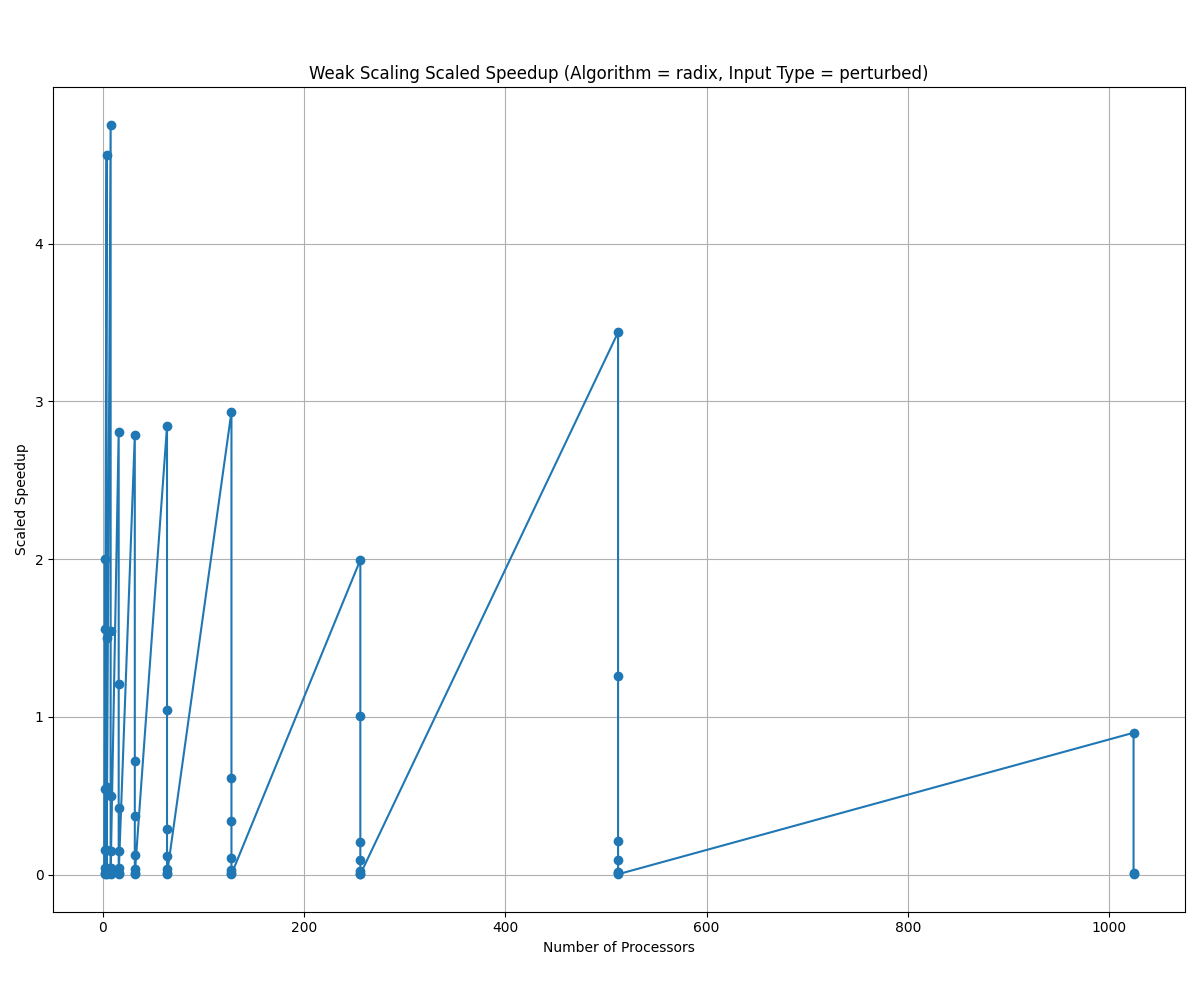 Weak Scaling Scaled Speedup (Algorithm = radix, Input Type = perturbed)
Scaled Speedup
4
3
2
1
0
0 200 400 600 800 1000
Number of Processors